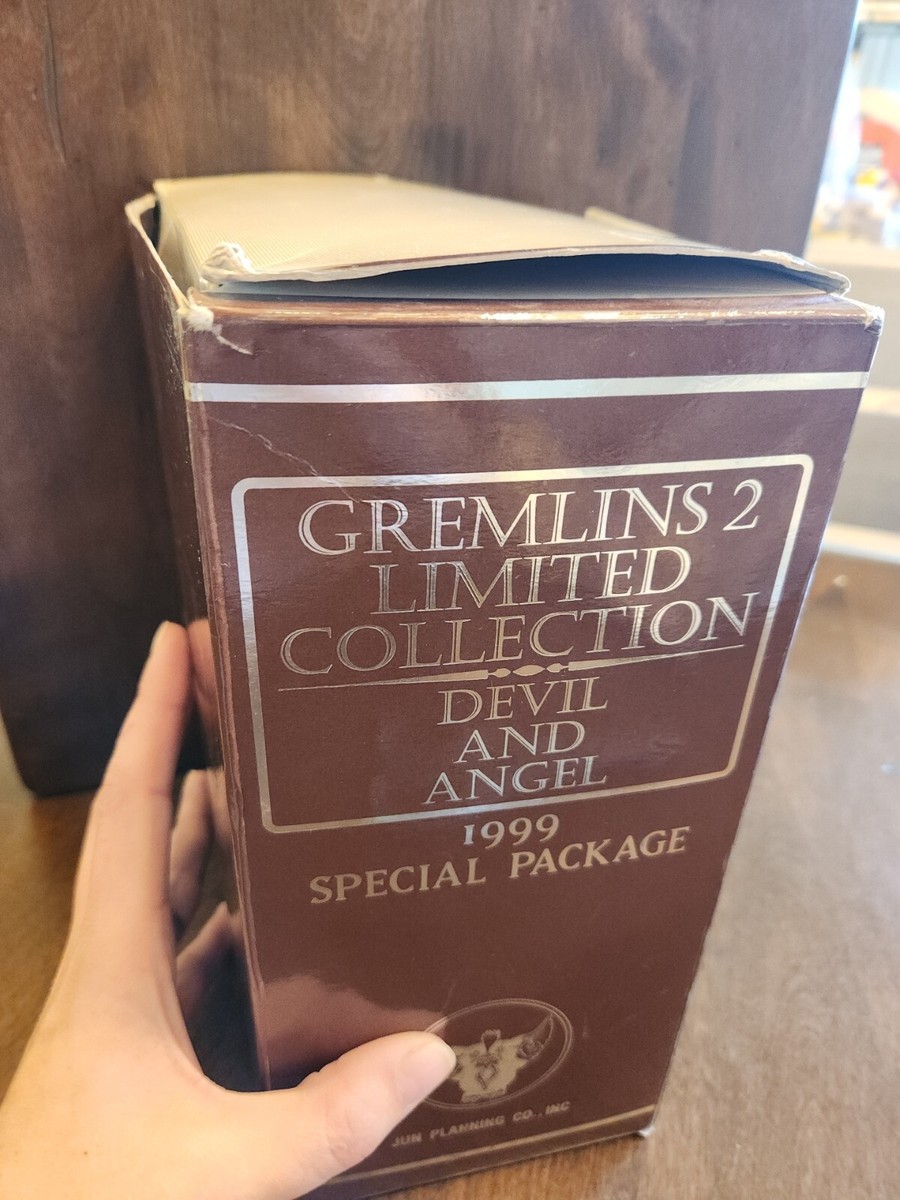 GREMLINS 2
LIMITED
COLLECTION
DEVIL
AND
ANGEL
1999
SPECIAL PACKAGE
JUN PLANNING CO., INC